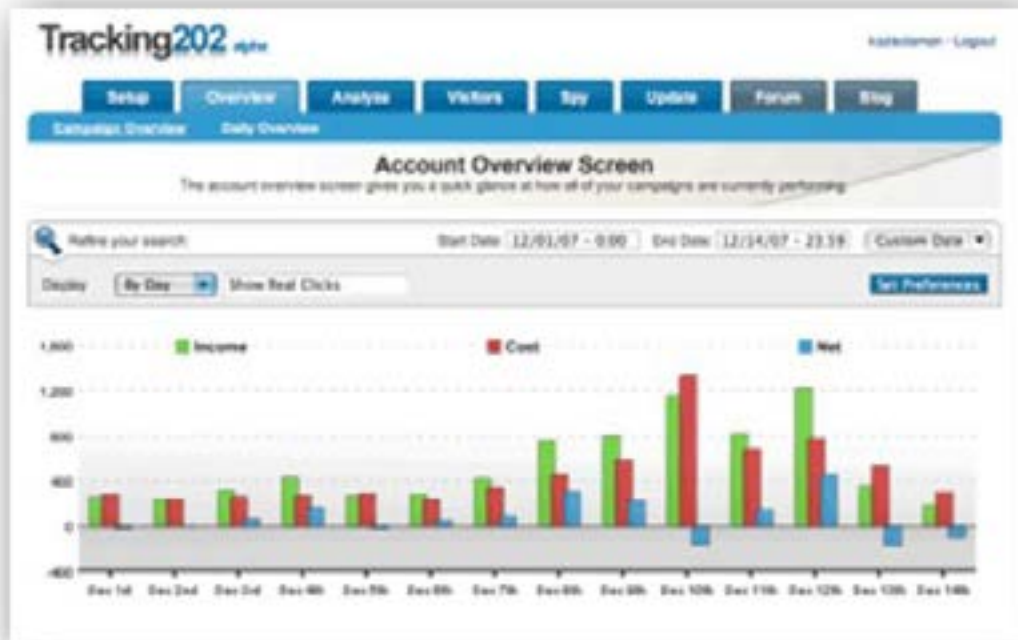 Tracking202 alpha
Logout
Setup Overview Analyze Visitors Spy Update Forum Blog
Campaign Overview Daily Overview
Account Overview Screen
The account overview screen gives you a quick glance at how all of your campaigns are currently performing
Refine your search Start Date 12/01/07 - 0:00 End Date 12/14/07 - 23:59 Custom Date
Display By Day Show Real Clicks Set Preferences
Income Cost Net
1,600
1,200
800
400
0
-400
Dec 1st Dec 2nd Dec 3rd Dec 4th Dec 5th Dec 6th Dec 7th Dec 8th Dec 9th Dec 10th Dec 11th Dec 12th Dec 13th Dec 14th